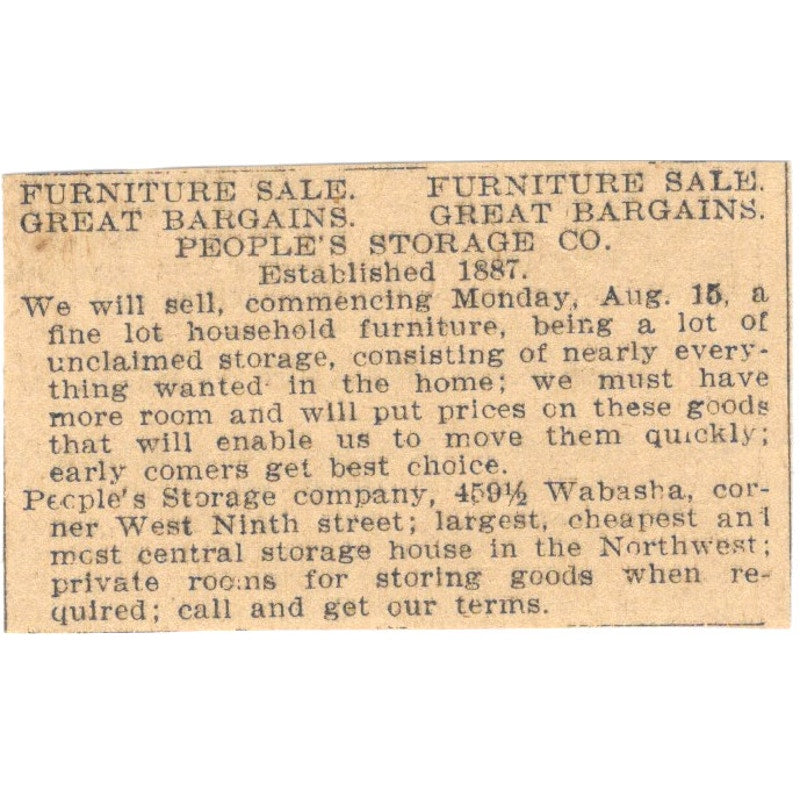 FURNITURE SALE. FURNITURE SALE.
GREAT BARGAINS. GREAT BARGAINS.
PEOPLE'S STORAGE CO.
Established 1887.
We will sell, commencing Monday, Aug. 15, a
fine lot household furniture, being a lot of
unclaimed storage, consisting of nearly every-
thing wanted in the home; we must have
more room and will put prices on these goods
that will enable us to move them quickly;
early comers get best choice.
People's Storage company, 459½ Wabasha, cor-
ner West Ninth street; largest, cheapest and
most central storage house in the Northwest;
private rooms for storing goods when re-
quired; call and get our terms.